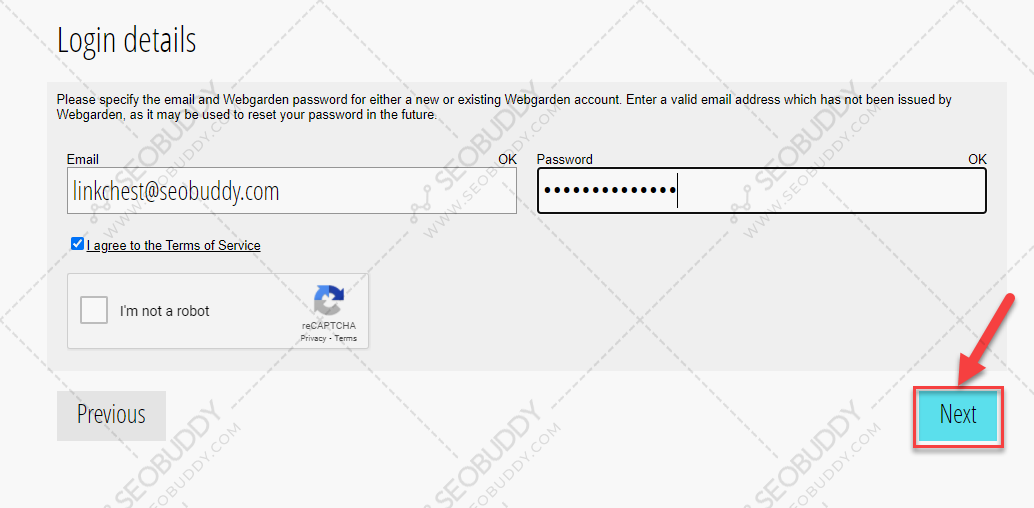 Login details
Please specify the email and Webgarden password for either a new or existing Webgarden account. Enter a valid email address which has not been issued by
Webgarden, as it may be used to reset your password in the future.
Email OK Password OK
linkchest@seobuddy.com ••••••••••••••
I agree to the Terms of Service
I'm not a robot
reCAPTCHA
Privacy - Terms
Previous Next
SEOBUDDY
WWW.SEOBUDDY.COM